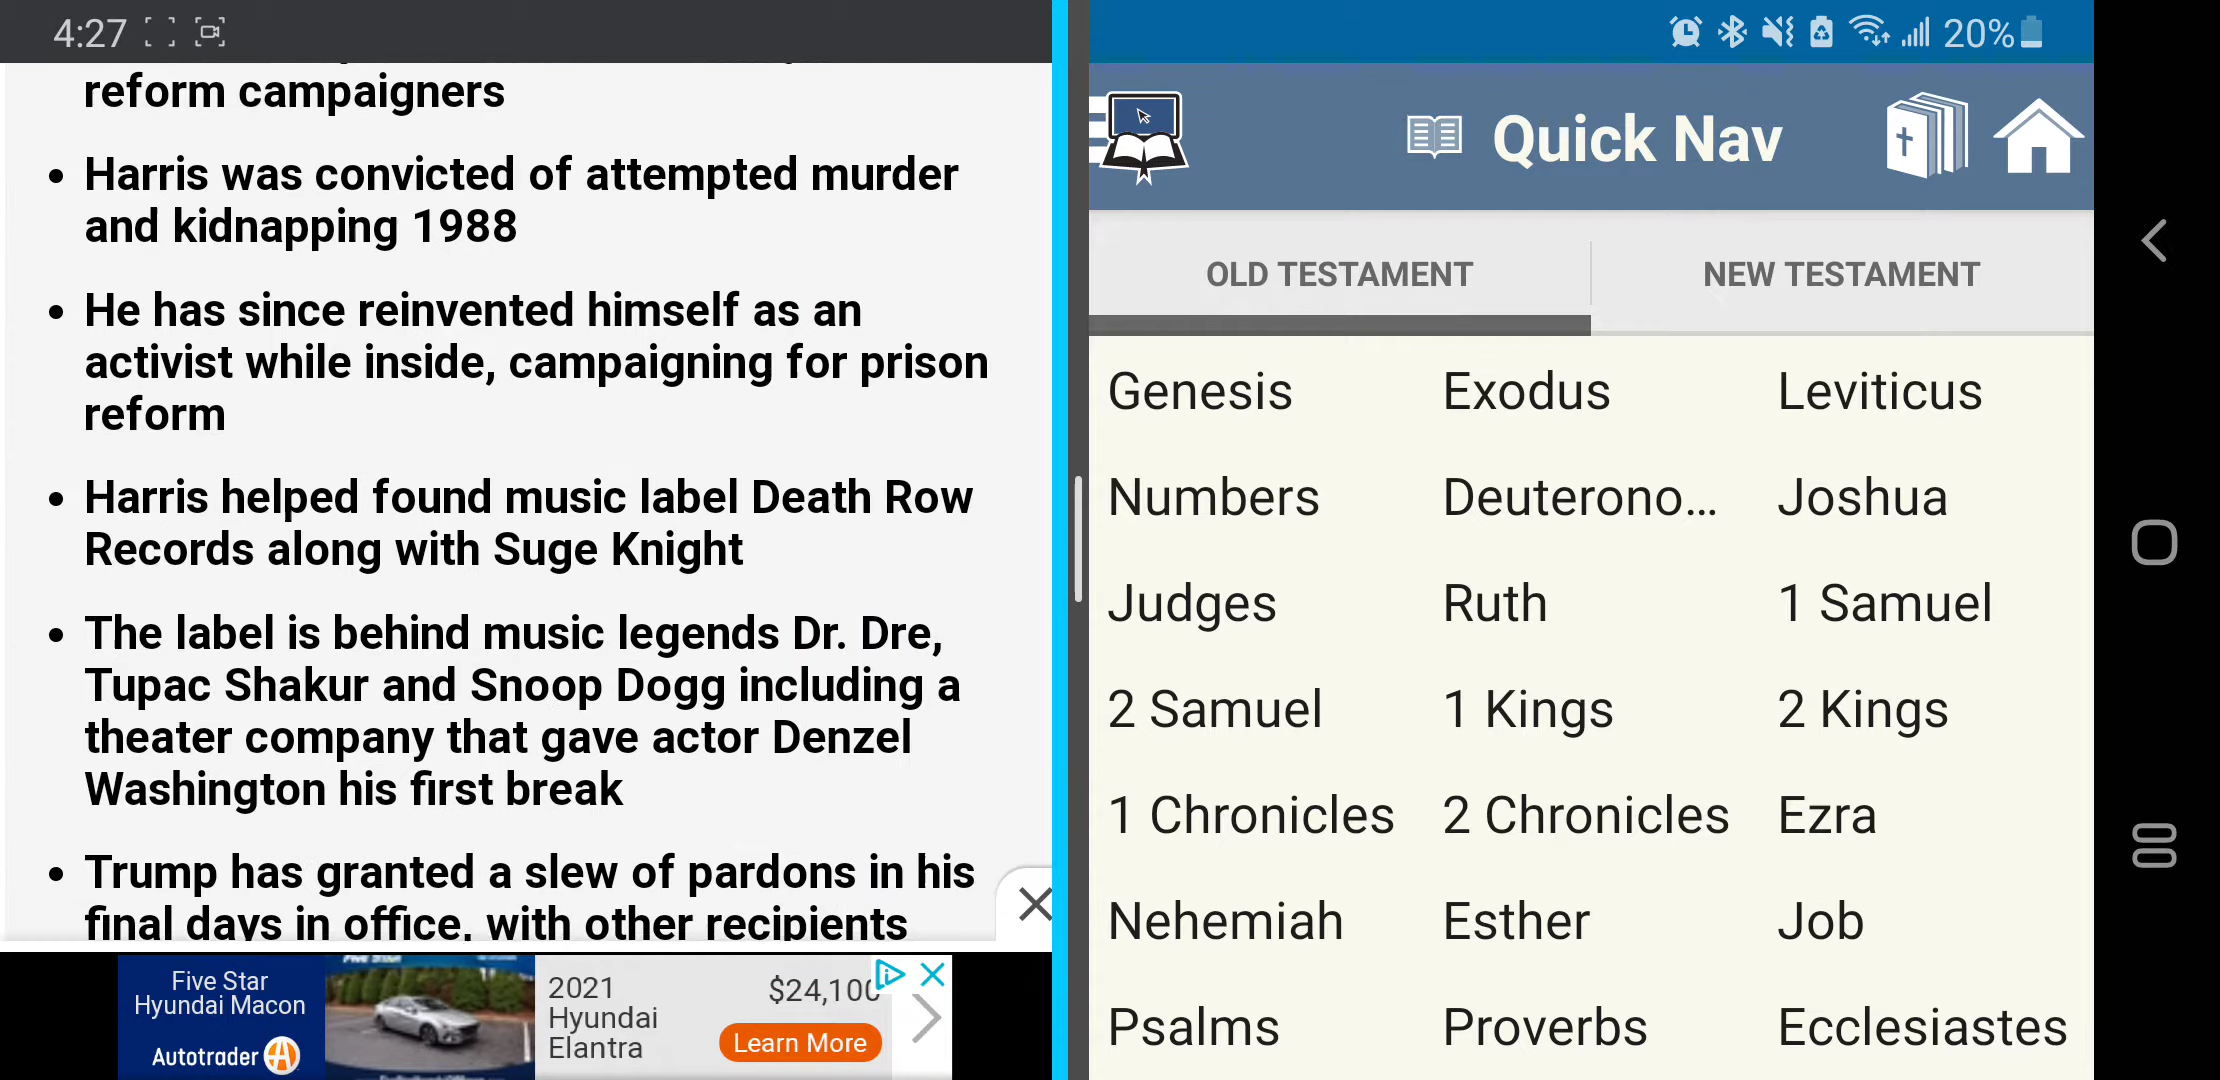 4:27
20%
reform campaigners
• Harris was convicted of attempted murder
and kidnapping 1988
• He has since reinvented himself as an
activist while inside, campaigning for prison
reform
• Harris helped found music label Death Row
Records along with Suge Knight
• The label is behind music legends Dr. Dre,
Tupac Shakur and Snoop Dogg including a
theater company that gave actor Denzel
Washington his first break
• Trump has granted a slew of pardons in his
final days in office, with other recipients
Five Star
Hyundai Macon
Autotrader
2021
Hyundai
Elantra
$24,100
Learn More
Quick Nav
OLD TESTAMENT
NEW TESTAMENT
Genesis Exodus Leviticus
Numbers Deuterono... Joshua
Judges Ruth 1 Samuel
2 Samuel 1 Kings 2 Kings
1 Chronicles 2 Chronicles Ezra
Nehemiah Esther Job
Psalms Proverbs Ecclesiastes